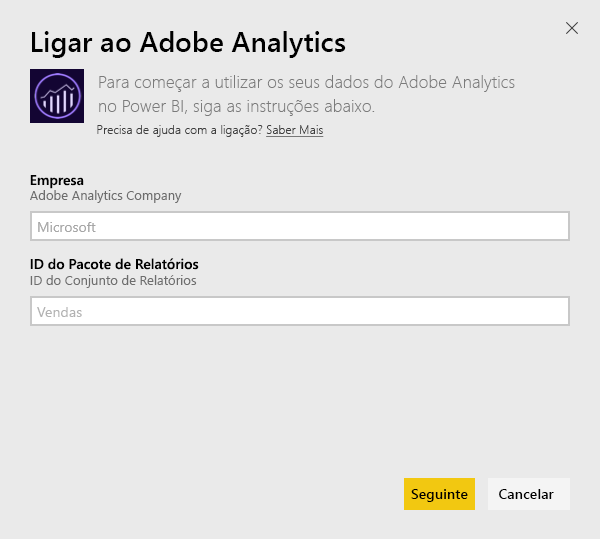 Ligar ao Adobe Analytics
Para começar a utilizar os seus dados do Adobe Analytics
no Power BI, siga as instruções abaixo.
Precisa de ajuda com a ligação? Saber Mais
Empresa
Adobe Analytics Company
Microsoft
ID do Pacote de Relatórios
ID do Conjunto de Relatórios
Vendas
Seguinte
Cancelar